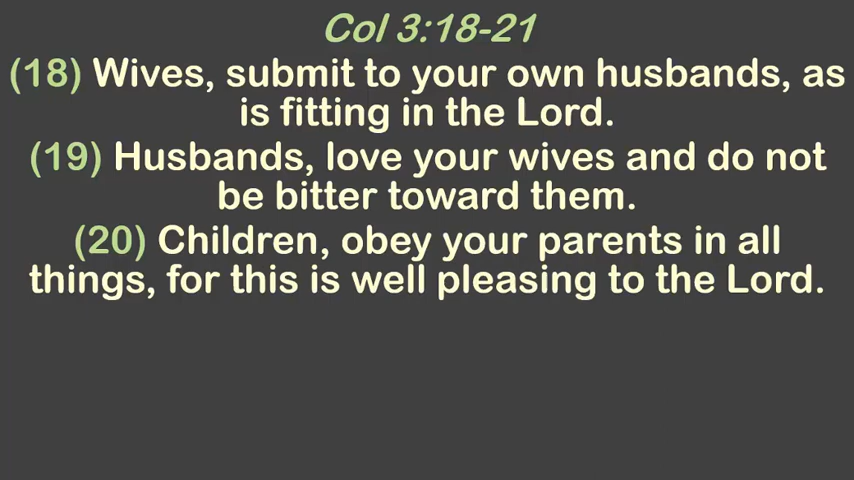 Col 3:18-21
(18) Wives, submit to your own husbands, as
is fitting in the Lord.
(19) Husbands, love your wives and do not
be bitter toward them.
(20) Children, obey your parents in all
things, for this is well pleasing to the Lord.